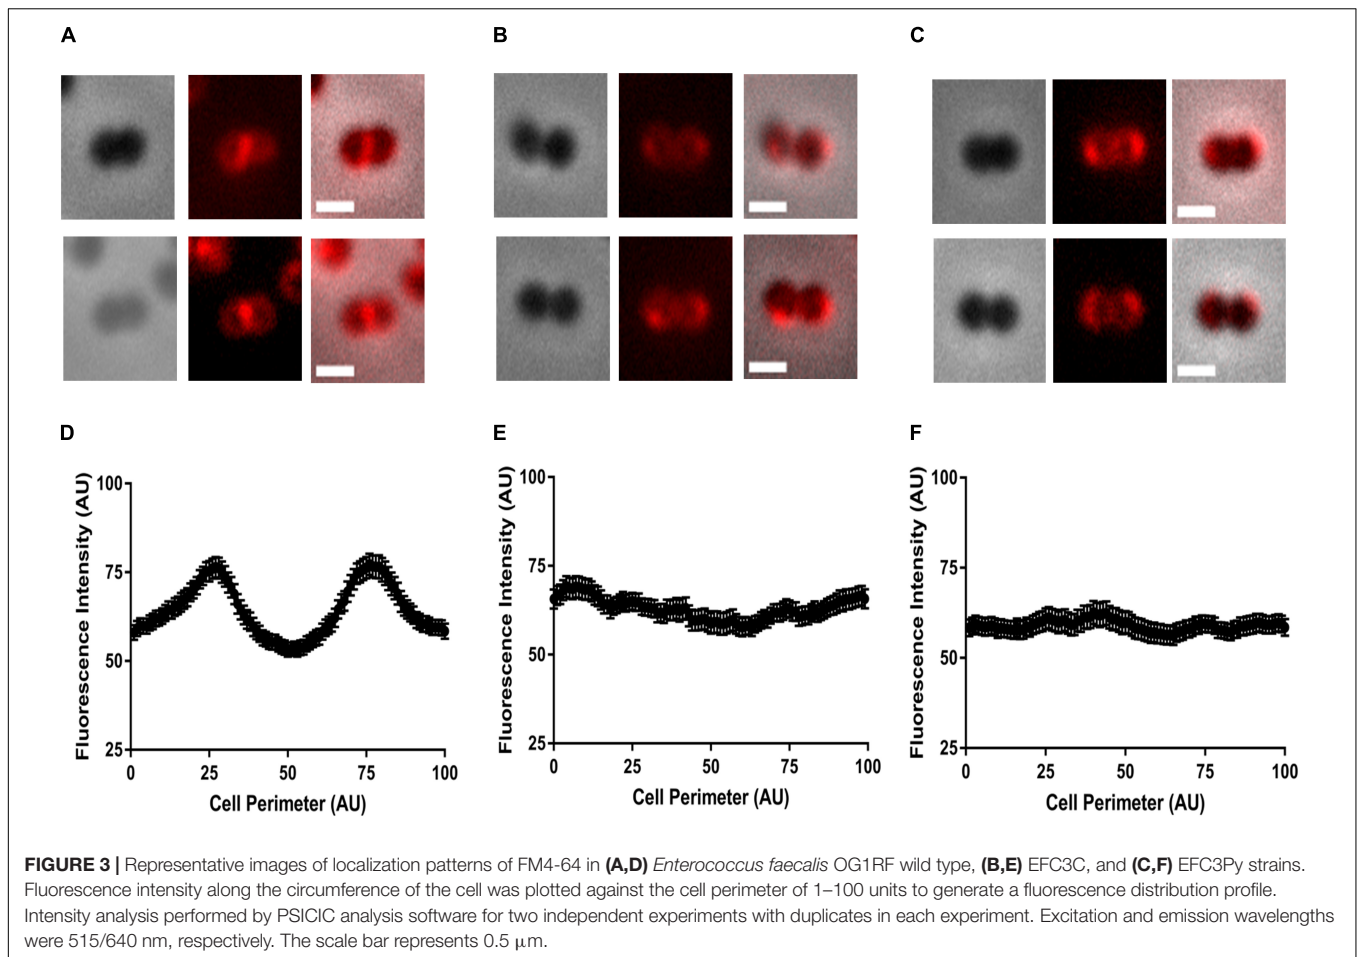 A
B
C
D
E
F
Fluorescence Intensity (AU)
100
75
50
25
0 25 50 75 100
Cell Perimeter (AU)
Fluorescence Intensity (AU)
100
75
50
25
0 25 50 75 100
Cell Perimeter (AU)
Fluorescence Intensity (AU)
100
75
50
25
0 25 50 75 100
Cell Perimeter (AU)
FIGURE 3 | Representative images of localization patterns of FM4-64 in (A,D) Enterococcus faecalis OG1RF wild type, (B,E) EFC3C, and (C,F) EFC3Py strains.
Fluorescence intensity along the circumference of the cell was plotted against the cell perimeter of 1–100 units to generate a fluorescence distribution profile.
Intensity analysis performed by PSICIC analysis software for two independent experiments with duplicates in each experiment. Excitation and emission wavelengths
were 515/640 nm, respectively. The scale bar represents 0.5 μm.